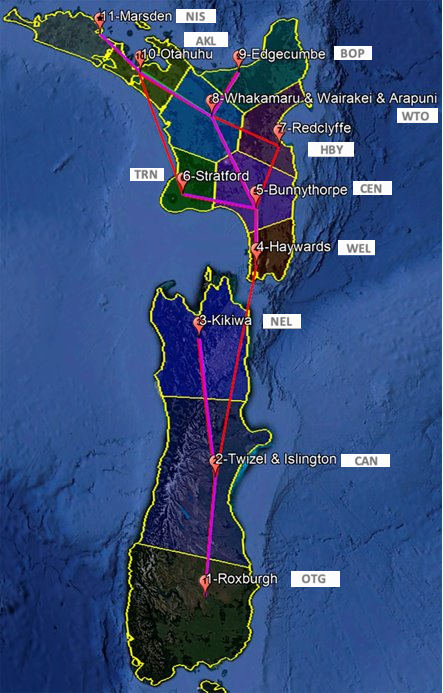 11-Marsden NIS
AKL
10-Otahuhu
9-Edgecumbe BOP
8-Whakamaru & Wairakei & Arapuni
WTO
7-Redclyffe
HBY
TRN
6-Stratford
5-Bunnythorpe CEN
4-Haywards WEL
3-Kikiwa NEL
2-Twizel & Islington CAN
1-Roxburgh OTG